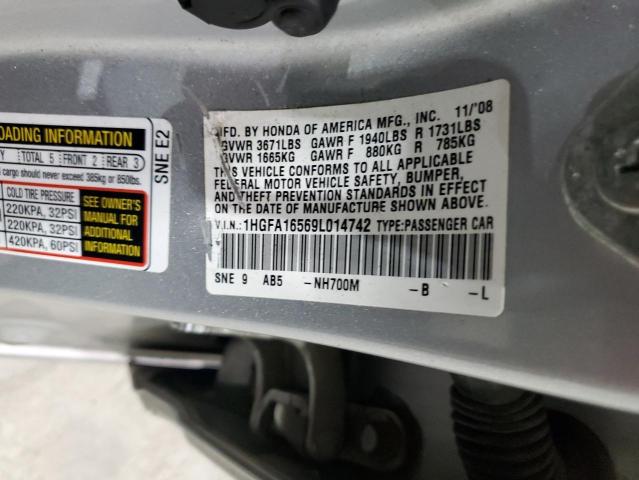 OADING INFORMATION
Y TOTAL 5 FRONT 2 REAR 3
cargo should never exceed 385kg or 850lbs.
COLD TIRE PRESSURE
220KPA, 32PSI
220KPA, 32PSI
420KPA, 60PSI
SEE OWNER'S
MANUAL FOR
ADDITIONAL
INFORMATION
SNE E2
MFD. BY HONDA OF AMERICA MFG., INC. 11/'08
GVWR 3671LBS GAWR F 1940LBS R 1731LBS
GVWR 1665KG GAWR F 880KG R 785KG
THIS VEHICLE CONFORMS TO ALL APPLICABLE
FEDERAL MOTOR VEHICLE SAFETY, BUMPER,
AND THEFT PREVENTION STANDARDS IN EFFECT
ON THE DATE OF MANUFACTURE SHOWN ABOVE.
V.I.N.: 1HGFA16569L014742 TYPE:PASSENGER CAR
SNE 9 AB5 -NH700M -B -L